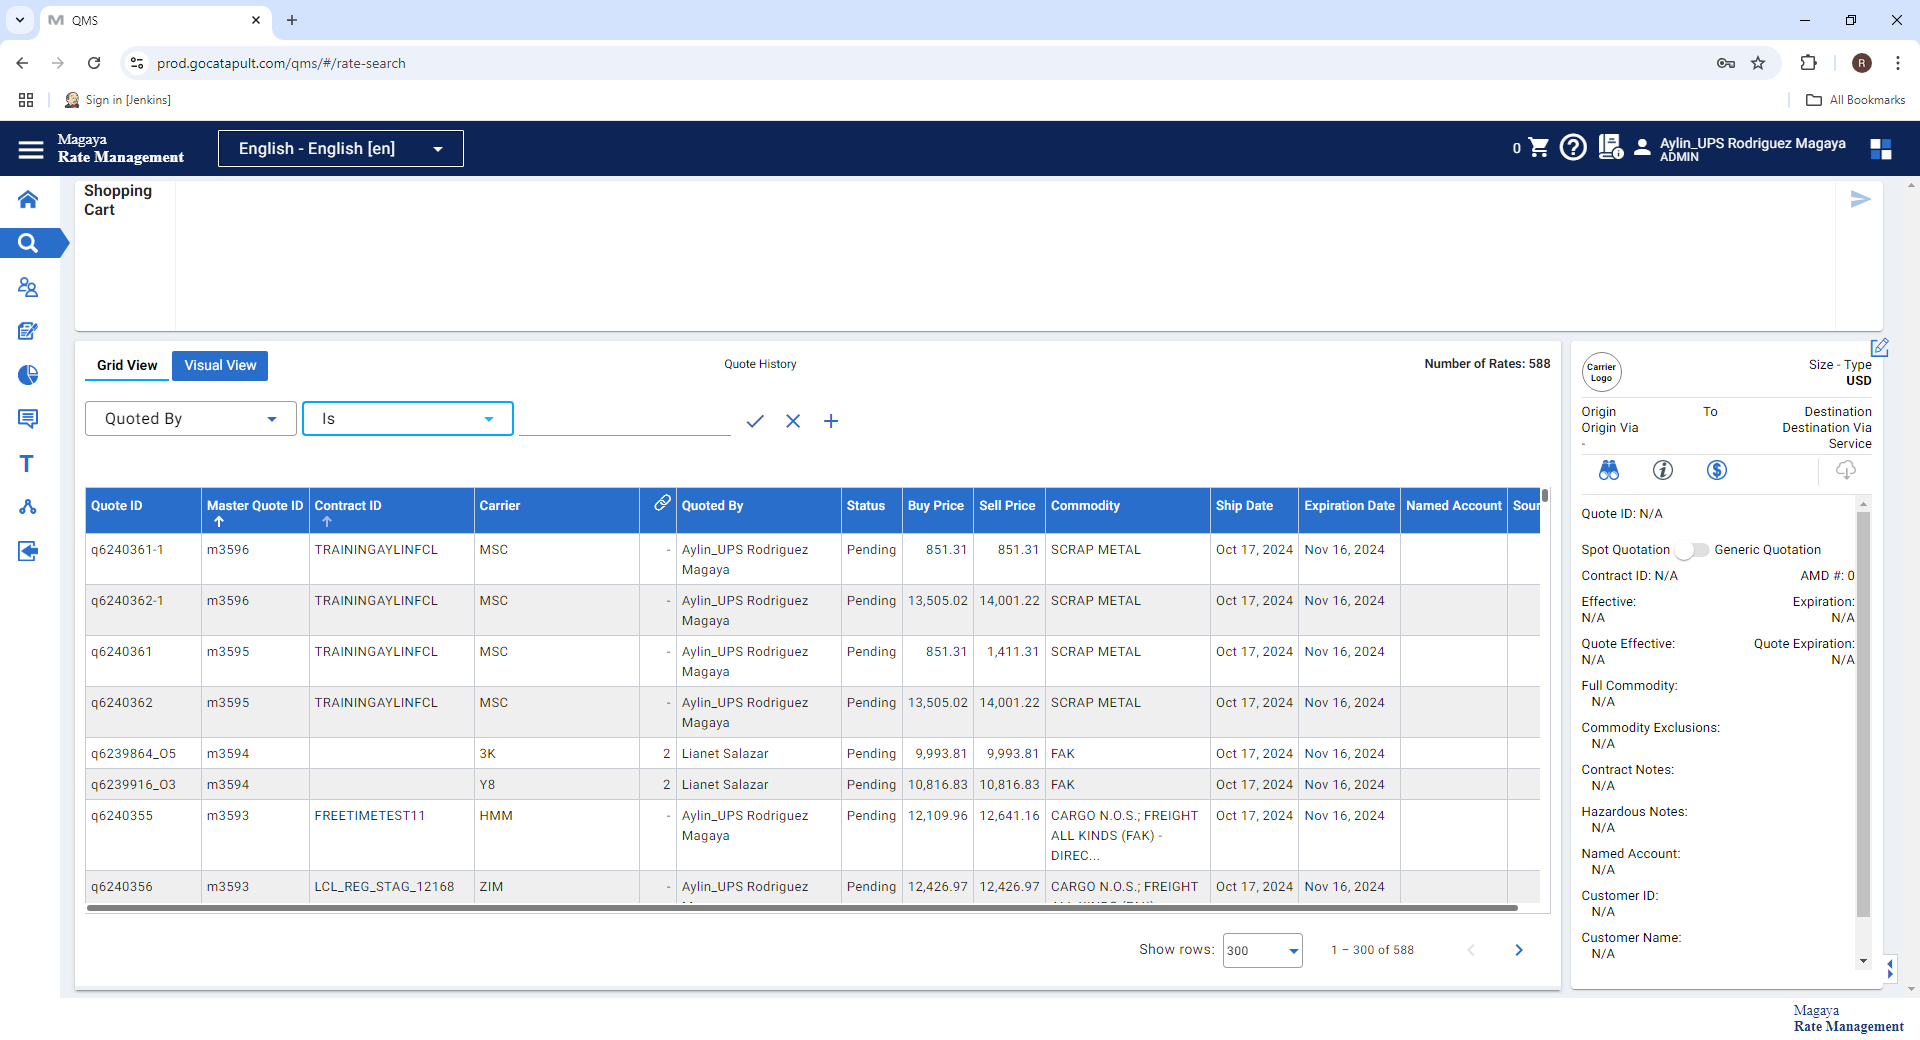 QMS
prod.gocatapult.com/qms/#/rate-search
R
Sign in [Jenkins]
All Bookmarks
Magaya
Rate Management
English - English [en]
0
Aylin_UPS Rodriguez Magaya
ADMIN
Shopping
Cart
Grid View
Visual View
Quote History
Number of Rates: 588
Quoted By
Is
Quote ID Master Quote ID Contract ID Carrier Quoted By Status Buy Price Sell Price Commodity Ship Date Expiration Date Named Account Sour
q6240361-1 m3596 TRAININGAYLINFCL MSC - Aylin_UPS Rodriguez Pending 851.31 851.31 SCRAP METAL Oct 17, 2024 Nov 16, 2024
Magaya
q6240362-1 m3596 TRAININGAYLINFCL MSC - Aylin_UPS Rodriguez Pending 13,505.02 14,001.22 SCRAP METAL Oct 17, 2024 Nov 16, 2024
Magaya
q6240361 m3595 TRAININGAYLINFCL MSC - Aylin_UPS Rodriguez Pending 851.31 1,411.31 SCRAP METAL Oct 17, 2024 Nov 16, 2024
Magaya
q6240362 m3595 TRAININGAYLINFCL MSC - Aylin_UPS Rodriguez Pending 13,505.02 14,001.22 SCRAP METAL Oct 17, 2024 Nov 16, 2024
Magaya
q6239864_O5 m3594 3K 2 Lianet Salazar Pending 9,993.81 9,993.81 FAK Oct 17, 2024 Nov 16, 2024
q6239916_O3 m3594 Y8 2 Lianet Salazar Pending 10,816.83 10,816.83 FAK Oct 17, 2024 Nov 16, 2024
q6240355 m3593 FREETIMETEST11 HMM - Aylin_UPS Rodriguez Pending 12,109.96 12,641.16 CARGO N.O.S.; FREIGHT Oct 17, 2024 Nov 16, 2024
Magaya ALL KINDS (FAK) -
DIREC...
q6240356 m3593 LCL_REG_STAG_12168 ZIM - Aylin_UPS Rodriguez Pending 12,426.97 12,426.97 CARGO N.O.S.; FREIGHT Oct 17, 2024 Nov 16, 2024
Show rows: 300 1 – 300 of 588
Carrier
Logo
Size - Type
USD
Origin To Destination
Origin Via Destination Via
- Service
Quote ID: N/A
Spot Quotation Generic Quotation
Contract ID: N/A AMD #: 0
Effective: Expiration:
N/A N/A
Quote Effective: Quote Expiration:
N/A N/A
Full Commodity:
N/A
Commodity Exclusions:
N/A
Contract Notes:
N/A
Hazardous Notes:
N/A
Named Account:
N/A
Customer ID:
N/A
Customer Name:
N/A
Magaya
Rate Management